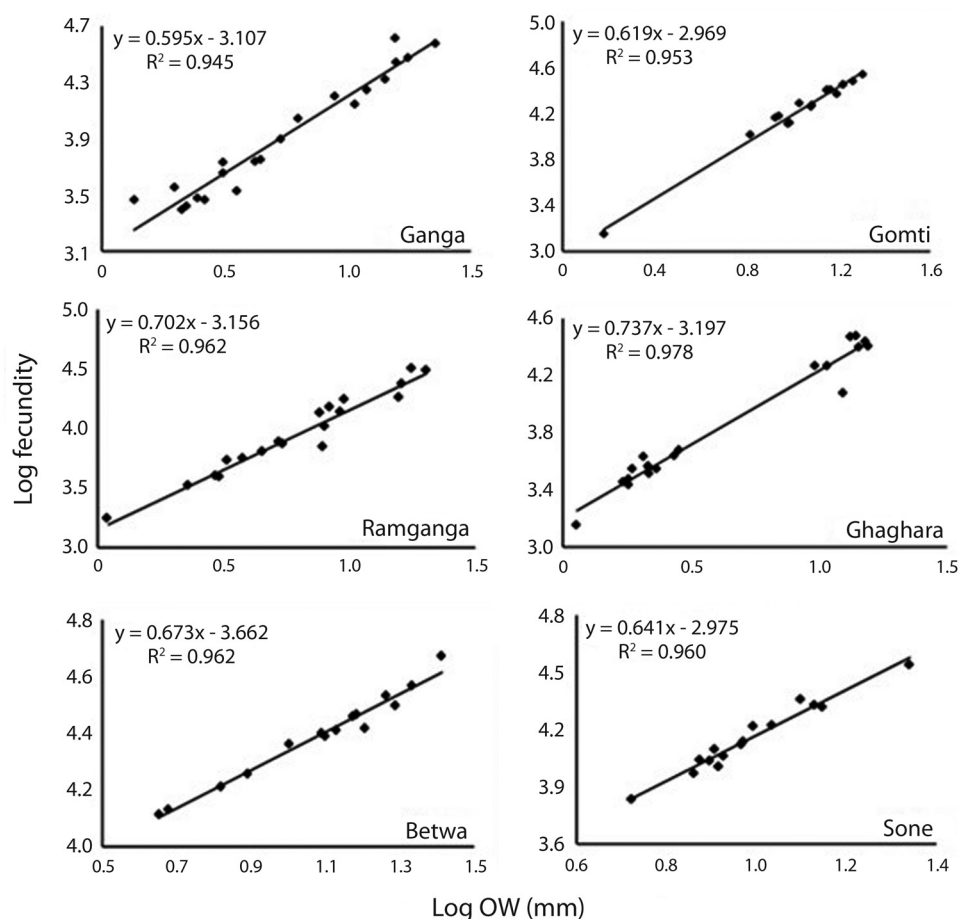 4.7
4.3
3.9
3.5
3.1
y = 0.595x - 3.107
R² = 0.945
Ganga
0 0.5 1.0 1.5
5.0
4.6
4.2
3.8
3.4
3.0
y = 0.619x - 2.969
R² = 0.953
Gomti
0 0.4 0.8 1.2 1.6
Log fecundity
5.0
4.5
4.0
3.5
3.0
y = 0.702x - 3.156
R² = 0.962
Ramganga
0 0.5 1.0 1.5
4.6
4.2
3.8
3.4
3.0
y = 0.737x - 3.197
R² = 0.978
Ghaghara
0 0.5 1.0 1.5
4.8
4.6
4.4
4.2
4.0
y = 0.673x - 3.662
R² = 0.962
Betwa
0.5 0.7 0.9 1.1 1.3 1.5
4.8
4.5
4.2
3.9
3.6
y = 0.641x - 2.975
R² = 0.960
Sone
0.6 0.8 1.0 1.2 1.4
Log OW (mm)